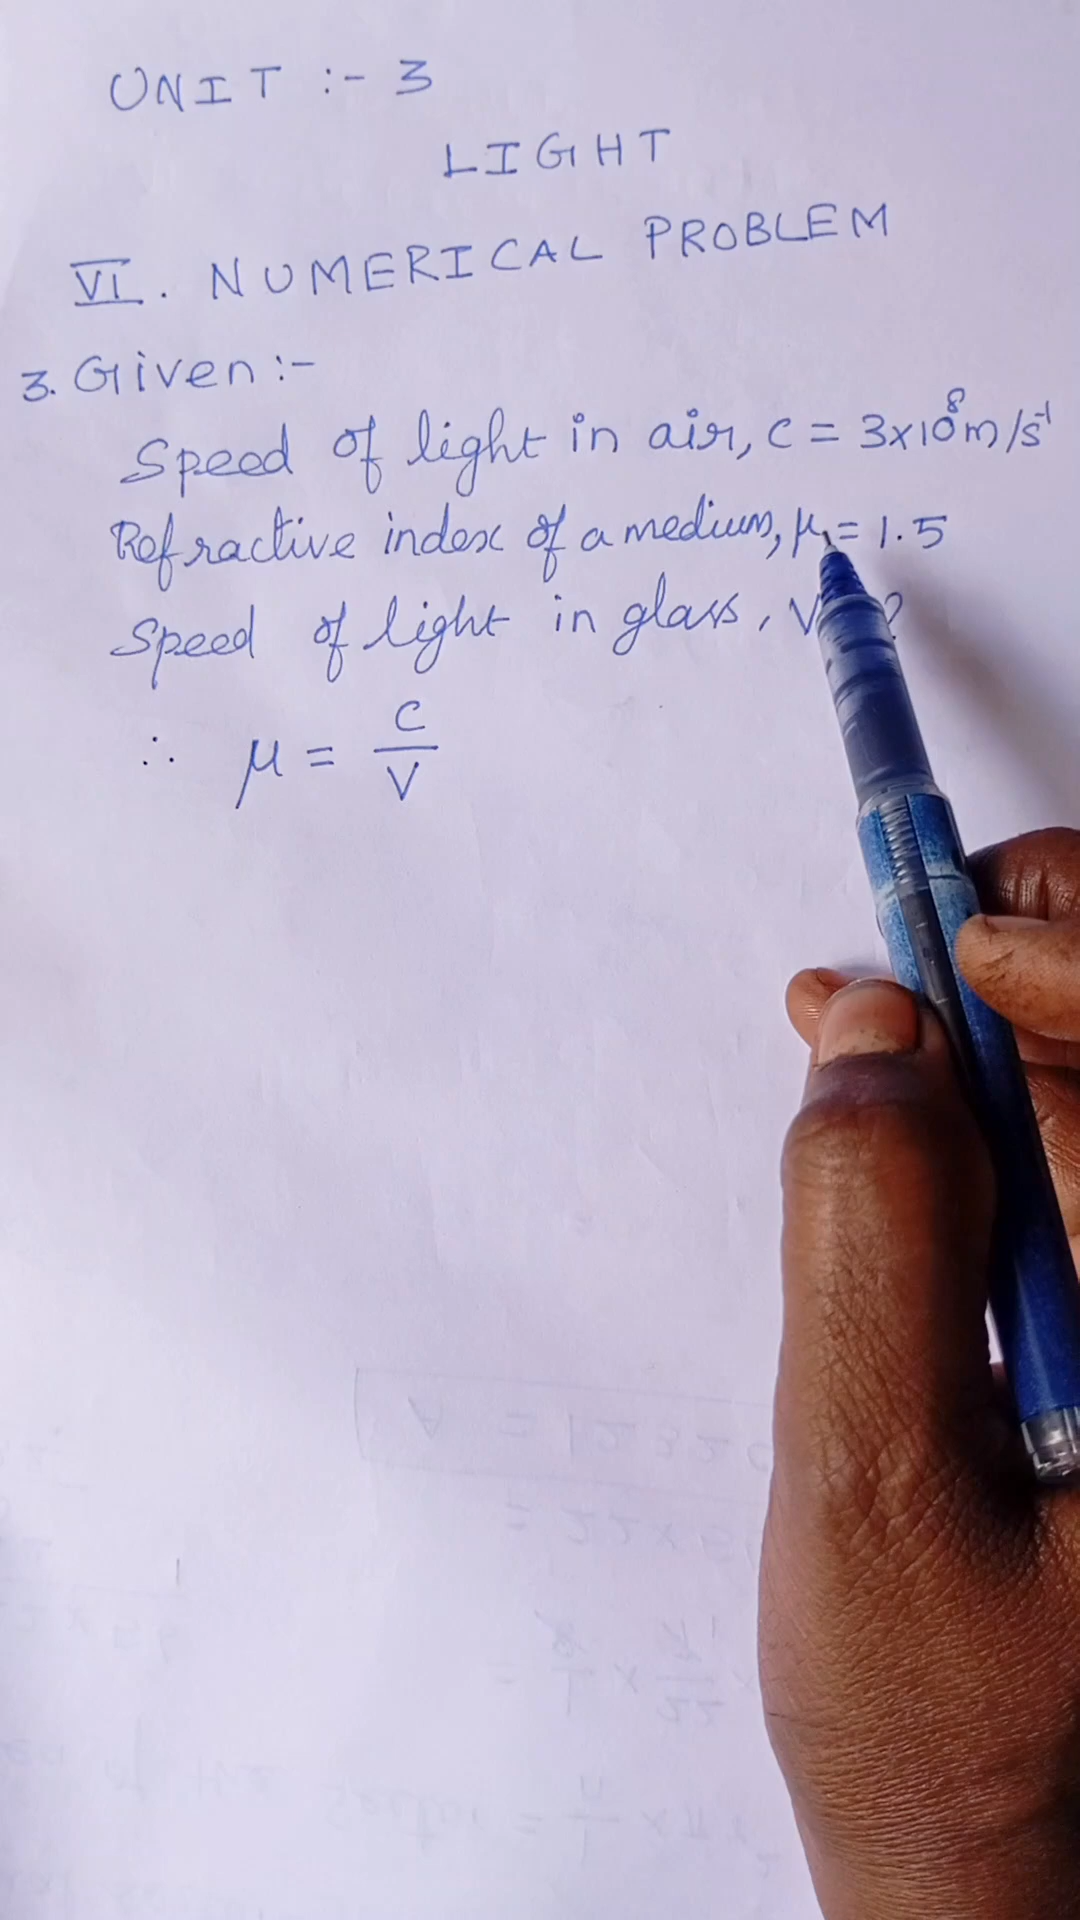 UNIT :- 3
LIGHT
VI. NUMERICAL PROBLEM
3. Given :-
Speed of light in air, c = 3×10⁸m/s⁻¹
Refractive index of a medium, μ = 1.5
Speed of light in glass, V ?
∴ μ = c/v